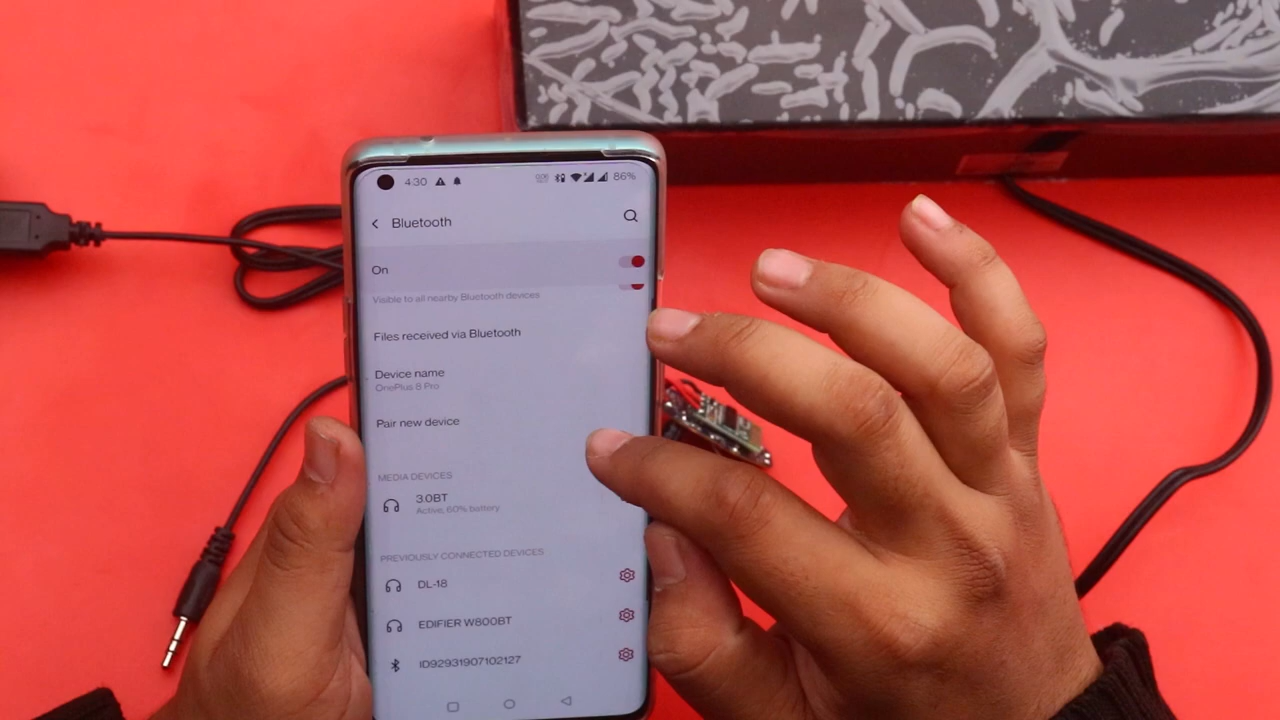 4:30 86%
Bluetooth
On
Visible to all nearby Bluetooth devices
Files received via Bluetooth
Device name
OnePlus 8 Pro
Pair new device
MEDIA DEVICES
3.0BT
Active, 60% battery
PREVIOUSLY CONNECTED DEVICES
DL-18
EDIFIER W800BT
ID92931907102127